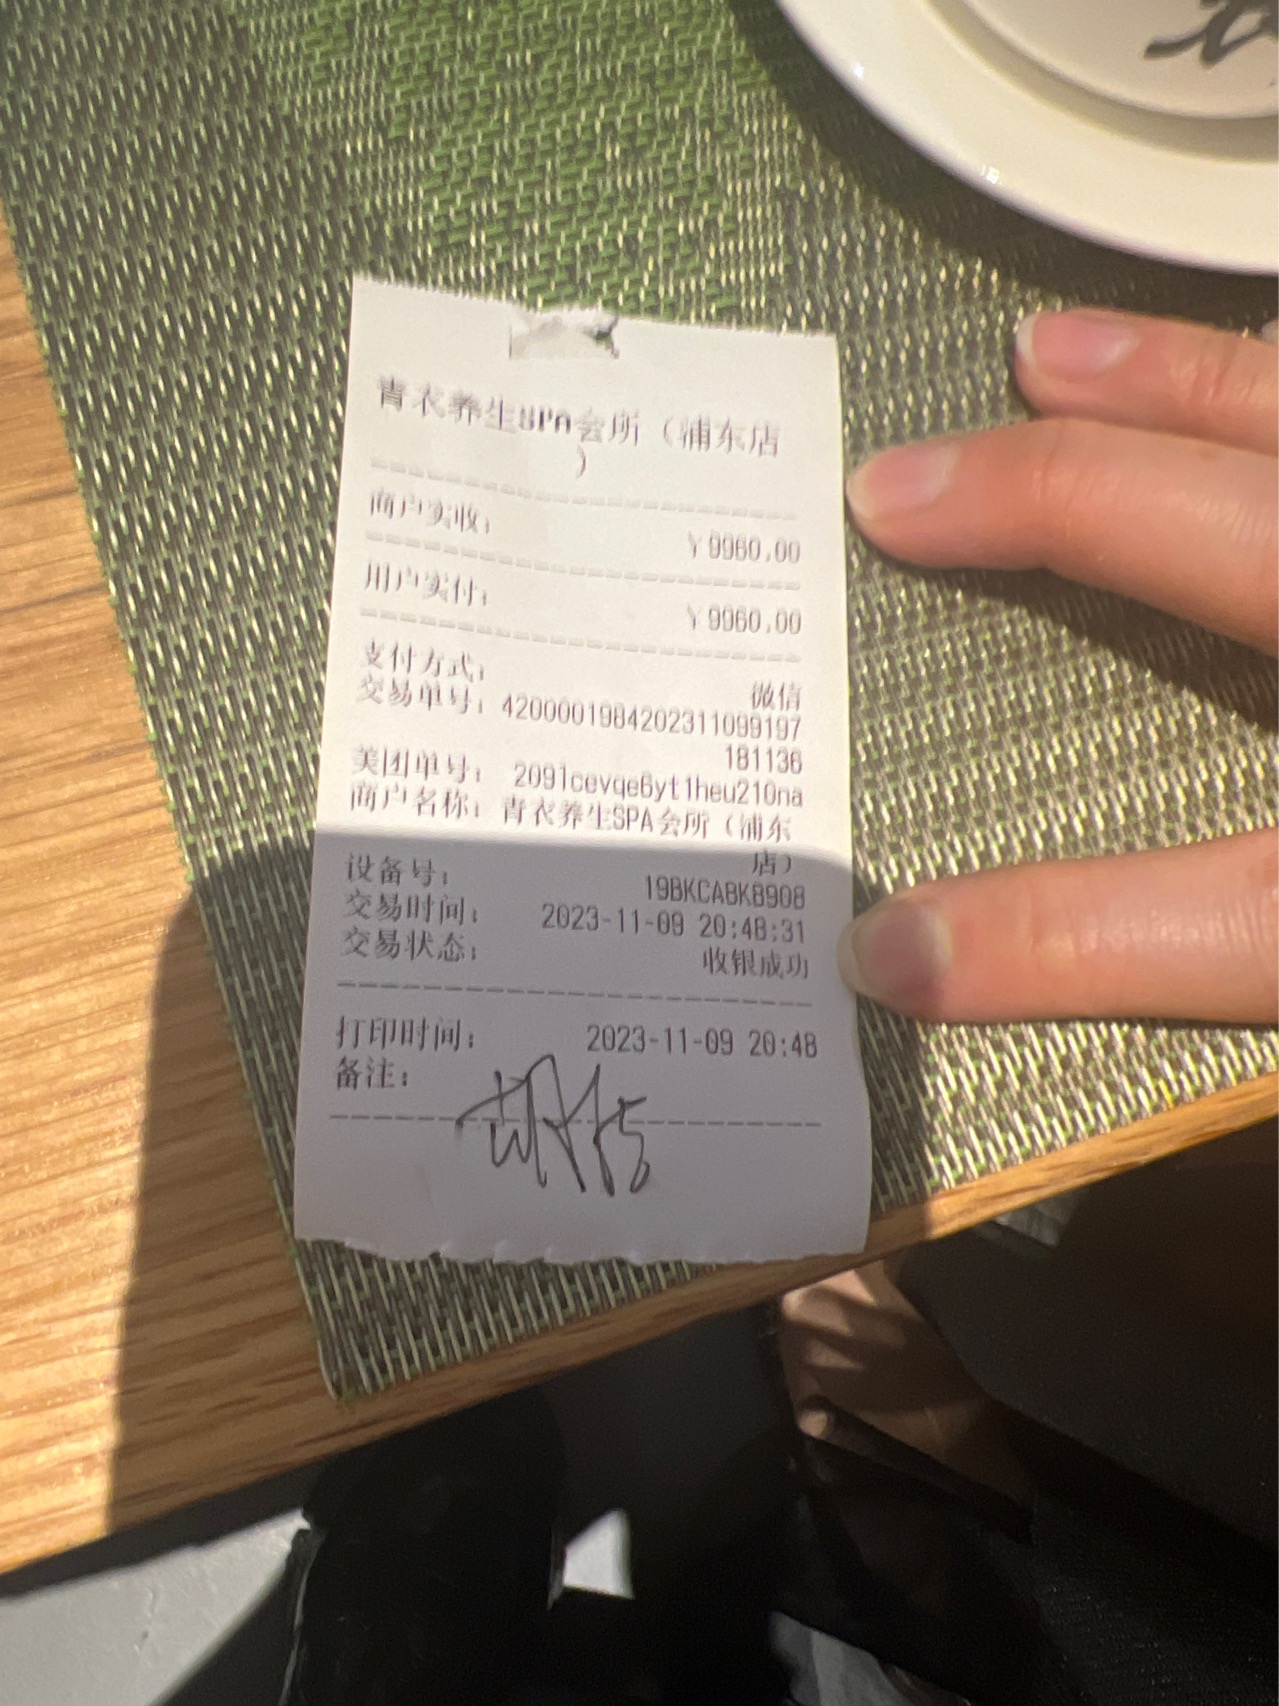 青衣养生SPA会所（浦东店
）
商户实收： ￥9960.00
用户实付： ￥9960.00
支付方式： 微信
交易单号： 4200001984202311099197
181136
美团单号： 2091cevqe6yt1heu210na
商户名称： 青衣养生SPA会所（浦东
店）
设备号： 19BKCABK8908
交易时间： 2023-11-09 20:48:31
交易状态： 收银成功
打印时间： 2023-11-09 20:48
备注：